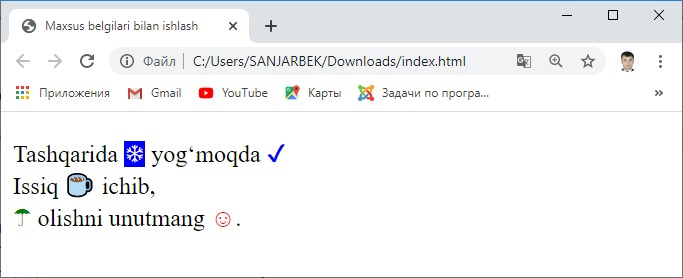 Maxsus belgilari bilan ishlash
Файл | C:/Users/SANJARBEK/Downloads/index.html
Приложения Gmail YouTube Карты Задачи по програ... »
Tashqarida ❄ yog‘moqda ✓
Issiq ☕ ichib,
☂ olishni unutmang ☺.